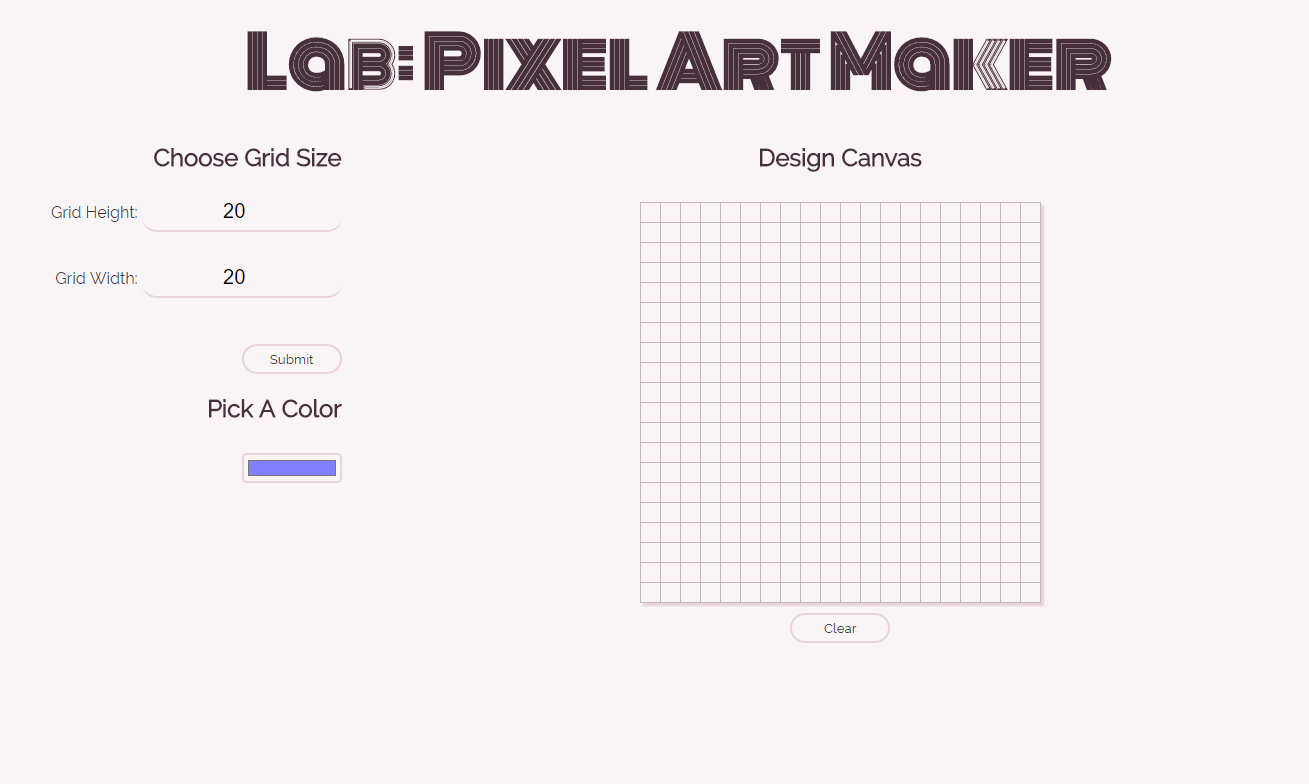 Lab: Pixel Art Maker
Choose Grid Size
Grid Height: 20
Grid Width: 20
Submit
Pick A Color
Design Canvas
Clear